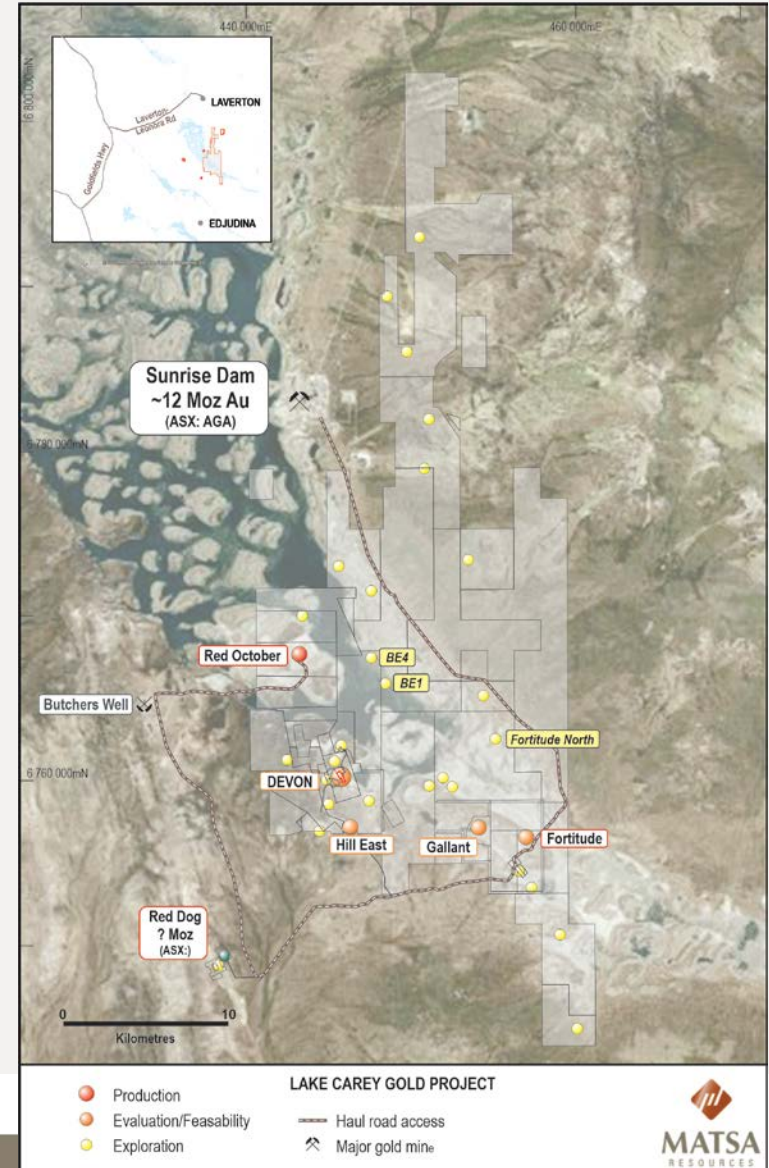 440 000mE
460 000mE
6 800 000mN
LAVERTON
Laverton-
Leonora Rd
Goldfields Hwy
EDJUDINA
Sunrise Dam
~12 Moz Au
(ASX: AGA)
6 780 000mN
Red October
BE4
BE1
Butchers Well
Fortitude North
6 760 000mN
DEVON
Hill East
Gallant
Fortitude
Red Dog
? Moz
(ASX:)
0 10
Kilometres
LAKE CAREY GOLD PROJECT
Production
Evaluation/Feasability
Exploration
Haul road access
Major gold mine
MATSA
RESOURCES